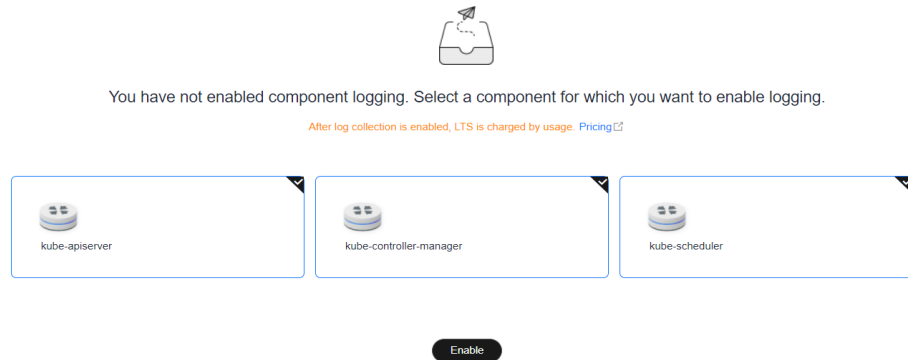 You have not enabled component logging. Select a component for which you want to enable logging.
After log collection is enabled, LTS is charged by usage. Pricing
kube-apiserver
kube-controller-manager
kube-scheduler
Enable